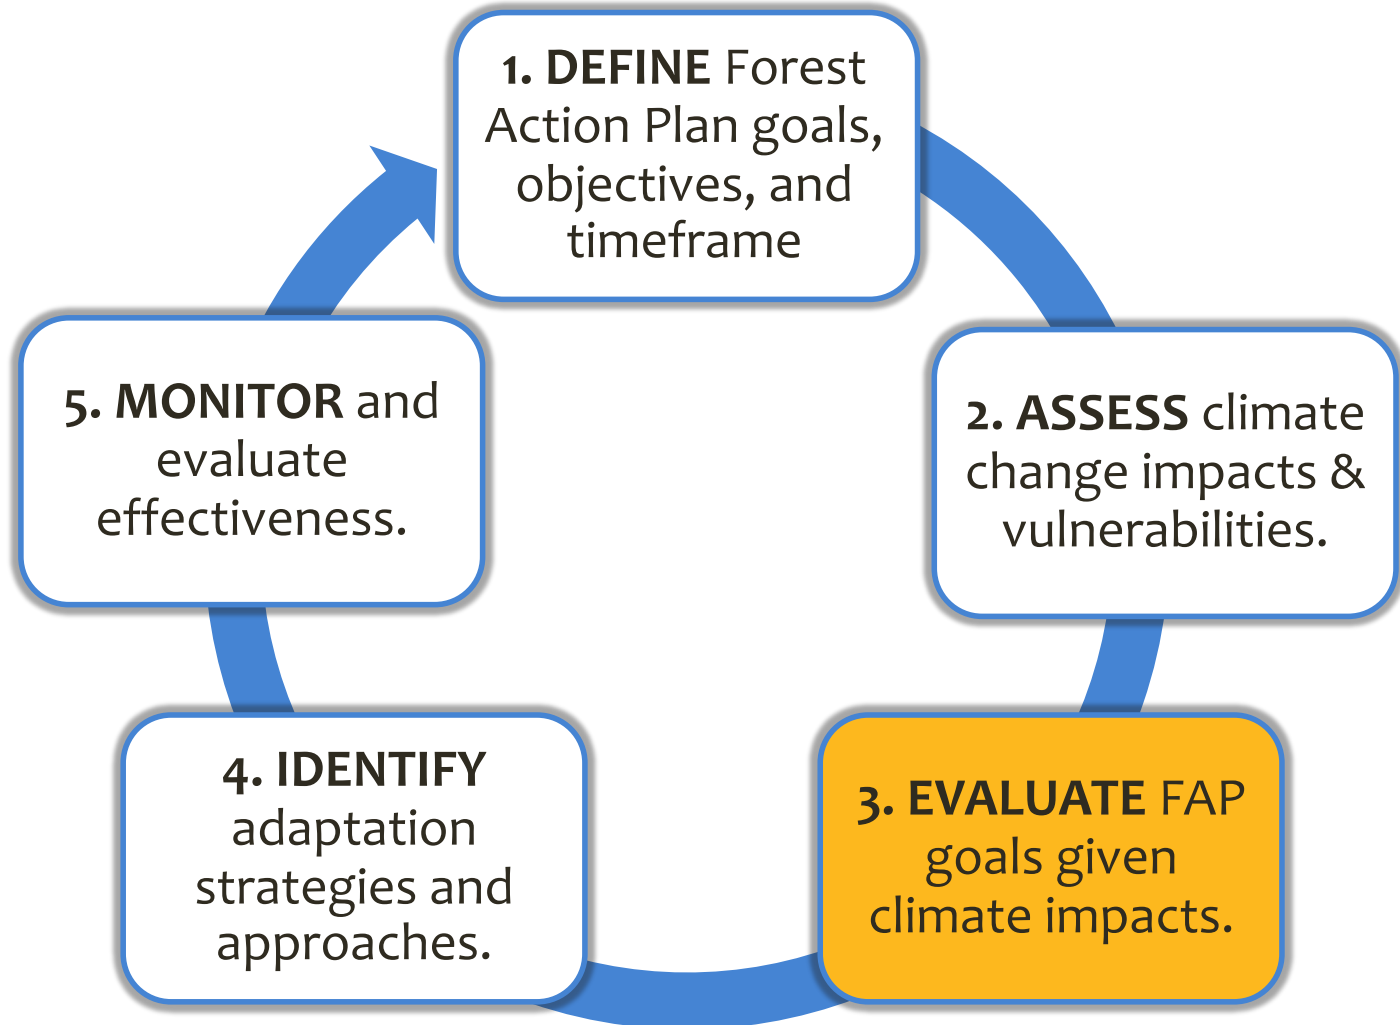 1. DEFINE Forest
Action Plan goals,
objectives, and
timeframe
2. ASSESS climate
change impacts &
vulnerabilities.
3. EVALUATE FAP
goals given
climate impacts.
4. IDENTIFY
adaptation
strategies and
approaches.
5. MONITOR and
evaluate
effectiveness.